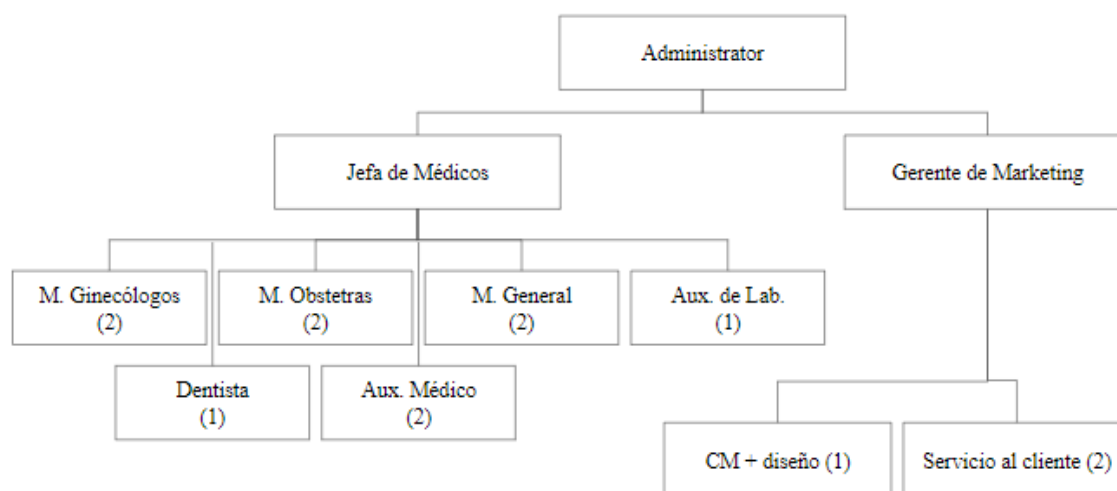 Administrator
Jefa de Médicos
Gerente de Marketing
M. Ginecólogos
(2)
M. Obstetras
(2)
M. General
(2)
Aux. de Lab.
(1)
Dentista
(1)
Aux. Médico
(2)
CM + diseño (1)
Servicio al cliente (2)